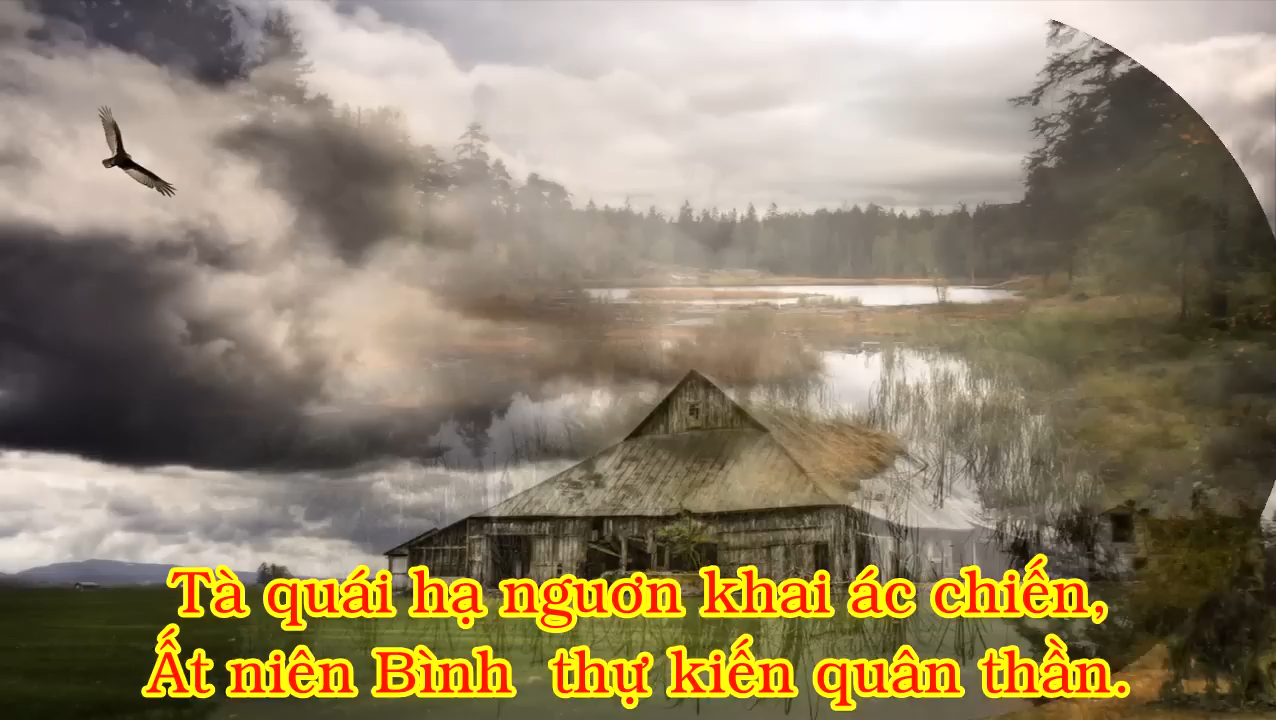 Tà quái hạ nguơn khai ác chiến,
Ất niên Bình thự kiến quân thần.